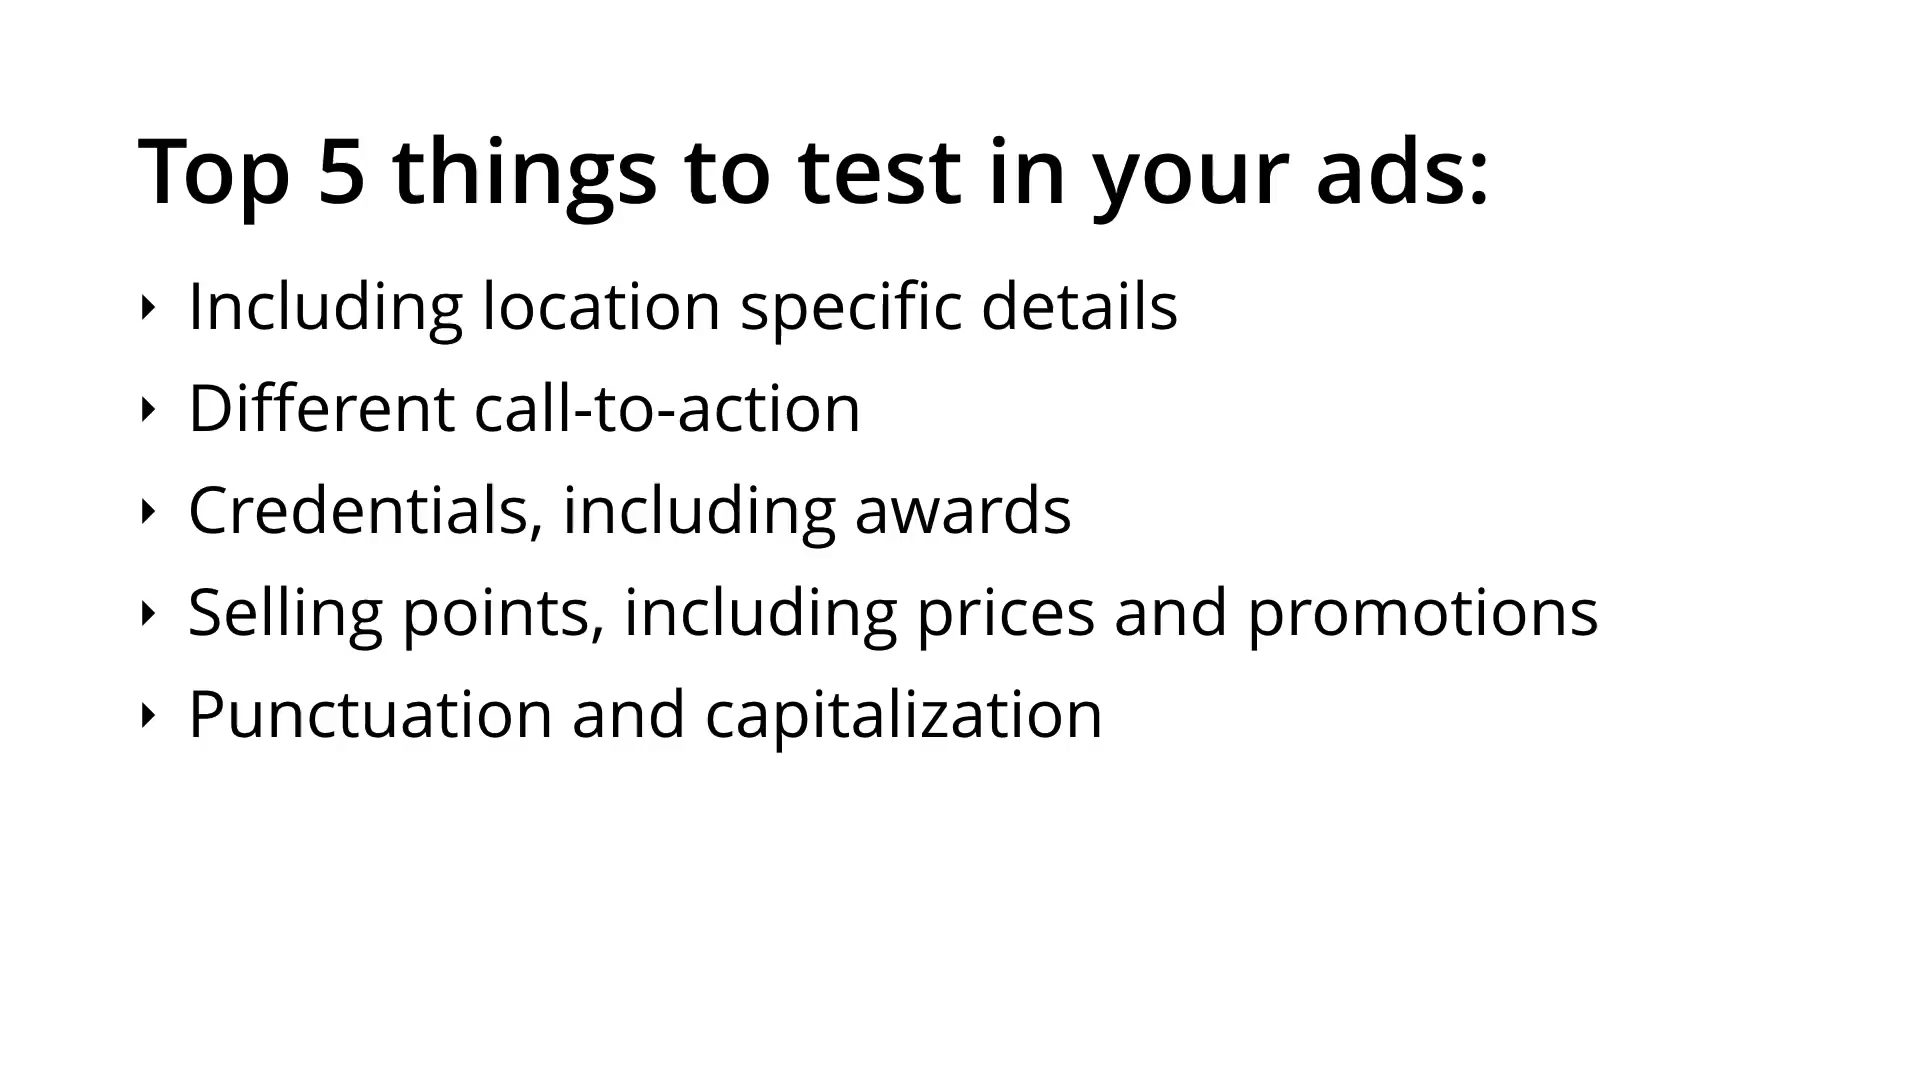 Top 5 things to test in your ads:
‣ Including location specific details
‣ Different call-to-action
‣ Credentials, including awards
‣ Selling points, including prices and promotions
‣ Punctuation and capitalization